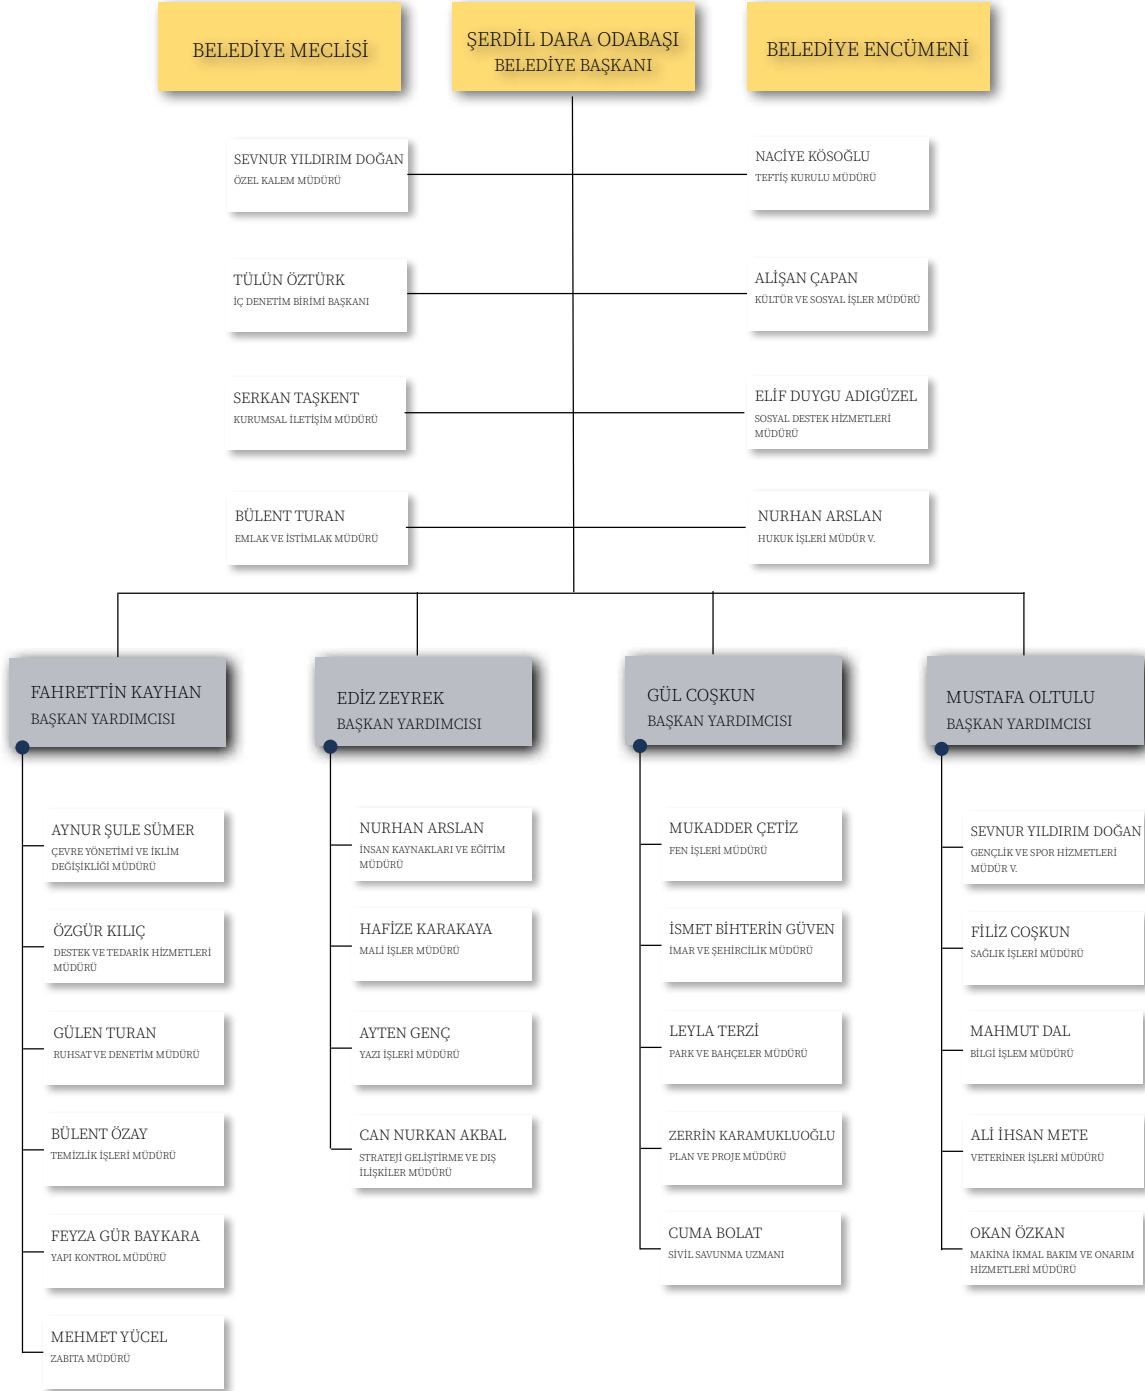 BELEDİYE MECLİSİ
ŞERDİL DARA ODABAŞI
BELEDİYE BAŞKANI
BELEDİYE ENCÜMENİ
SEVNUR YILDIRIM DOĞAN
ÖZEL KALEM MÜDÜRÜ
NACİYE KÖSOĞLU
TEFTİŞ KURULU MÜDÜRÜ
TÜLÜN ÖZTÜRK
İÇ DENETİM BİRİMİ BAŞKANI
ALİŞAN ÇAPAN
KÜLTÜR VE SOSYAL İŞLER MÜDÜRÜ
SERKAN TAŞKENT
KURUMSAL İLETİŞİM MÜDÜRÜ
ELİF DUYGU ADIGÜZEL
SOSYAL DESTEK HİZMETLERİ
MÜDÜRÜ
BÜLENT TURAN
EMLAK VE İSTİMLAK MÜDÜRÜ
NURHAN ARSLAN
HUKUK İŞLERİ MÜDÜR V.
FAHRETTİN KAYHAN
BAŞKAN YARDIMCISI
AYNUR ŞULE SÜMER
ÇEVRE YÖNETİMİ VE İKLİM
DEĞİŞİKLİĞİ MÜDÜRÜ
ÖZGÜR KILIÇ
DESTEK VE TEDARİK HİZMETLERİ
MÜDÜRÜ
GÜLEN TURAN
RUHSAT VE DENETİM MÜDÜRÜ
BÜLENT ÖZAY
TEMİZLİK İŞLERİ MÜDÜRÜ
FEYZA GÜR BAYKARA
YAPI KONTROL MÜDÜRÜ
MEHMET YÜCEL
ZABITA MÜDÜRÜ
EDİZ ZEYREK
BAŞKAN YARDIMCISI
NURHAN ARSLAN
İNSAN KAYNAKLARI VE EĞİTİM
MÜDÜRÜ
HAFİZE KARAKAYA
MALİ İŞLER MÜDÜRÜ
AYTEN GENÇ
YAZI İŞLERİ MÜDÜRÜ
CAN NURKAN AKBAL
STRATEJİ GELİŞTİRME VE DIŞ
İLİŞKİLER MÜDÜRÜ
GÜL COŞKUN
BAŞKAN YARDIMCISI
MUKADDER ÇETİZ
FEN İŞLERİ MÜDÜRÜ
İSMET BİHTERİN GÜVEN
İMAR VE ŞEHİRCİLİK MÜDÜRÜ
LEYLA TERZİ
PARK VE BAHÇELER MÜDÜRÜ
ZERRİN KARAMUKLUOĞLU
PLAN VE PROJE MÜDÜRÜ
CUMA BOLAT
SİVİL SAVUNMA UZMANI
MUSTAFA OLTULU
BAŞKAN YARDIMCISI
SEVNUR YILDIRIM DOĞAN
GENÇLİK VE SPOR HİZMETLERİ
MÜDÜR V.
FİLİZ COŞKUN
SAĞLIK İŞLERİ MÜDÜRÜ
MAHMUT DAL
BİLGİ İŞLEM MÜDÜRÜ
ALİ İHSAN METE
VETERİNER İŞLERİ MÜDÜRÜ
OKAN ÖZKAN
MAKİNA İKMAL BAKIM VE ONARIM
HİZMETLERİ MÜDÜRÜ